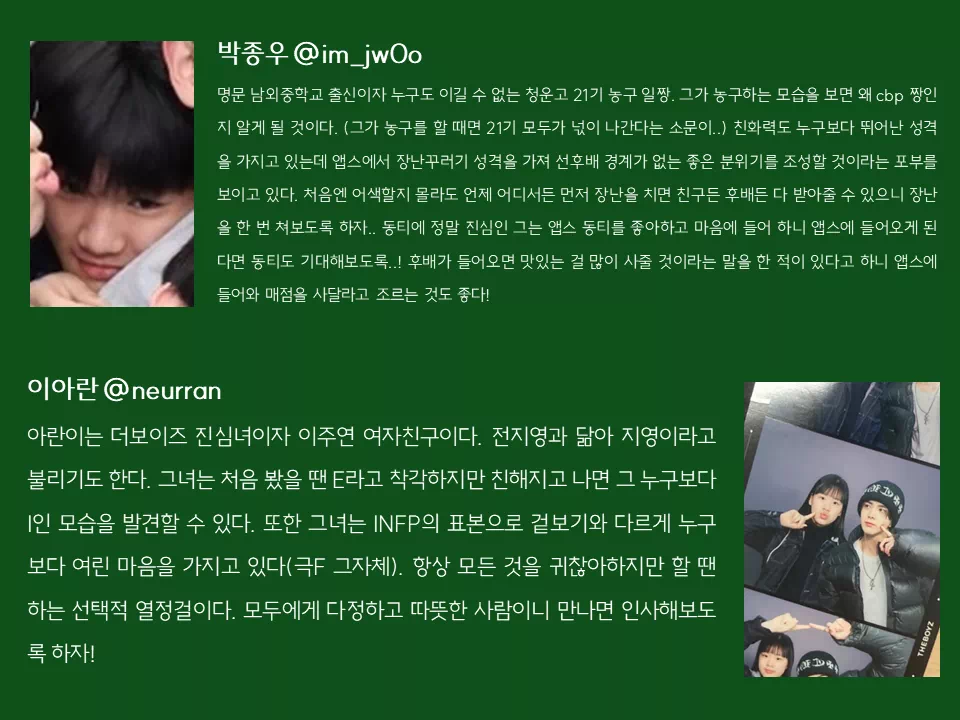 박종우 @im_jwOo
명문 남외중학교 출신이자 누구도 이길 수 없는 청운고 21기 농구 일짱. 그가 농구하는 모습을 보면 왜 cbp 짱인
지 알게 될 것이다. (그가 농구를 할 때면 21기 모두가 넋이 나간다는 소문이..) 친화력도 누구보다 뛰어난 성격
을 가지고 있는데 앱스에서 장난꾸러기 성격을 가져 선후배 경계가 없는 좋은 분위기를 조성할 것이라는 포부를
보이고 있다. 처음엔 어색할지 몰라도 언제 어디서든 먼저 장난을 치면 친구든 후배든 다 받아줄 수 있으니 장난
을 한 번 쳐보도록 하자.. 동티에 정말 진심인 그는 앱스 동티를 좋아하고 마음에 들어 하니 앱스에 들어오게 된
다면 동티도 기대해보도록..! 후배가 들어오면 맛있는 걸 많이 사줄 것이라는 말을 한 적이 있다고 하니 앱스에
들어와 매점을 사달라고 조르는 것도 좋다!
이아란 @neurran
아란이는 더보이즈 진심녀이자 이주연 여자친구이다. 전지영과 닮아 지영이라고
불리기도 한다. 그녀는 처음 봤을 땐 E라고 착각하지만 친해지고 나면 그 누구보다
I인 모습을 발견할 수 있다. 또한 그녀는 INFP의 표본으로 겉보기와 다르게 누구
보다 여린 마음을 가지고 있다(극F 그자체). 항상 모든 것을 귀찮아하지만 할 땐
하는 선택적 열정걸이다. 모두에게 다정하고 따뜻한 사람이니 만나면 인사해보도
록 하자!
THEBOYZ